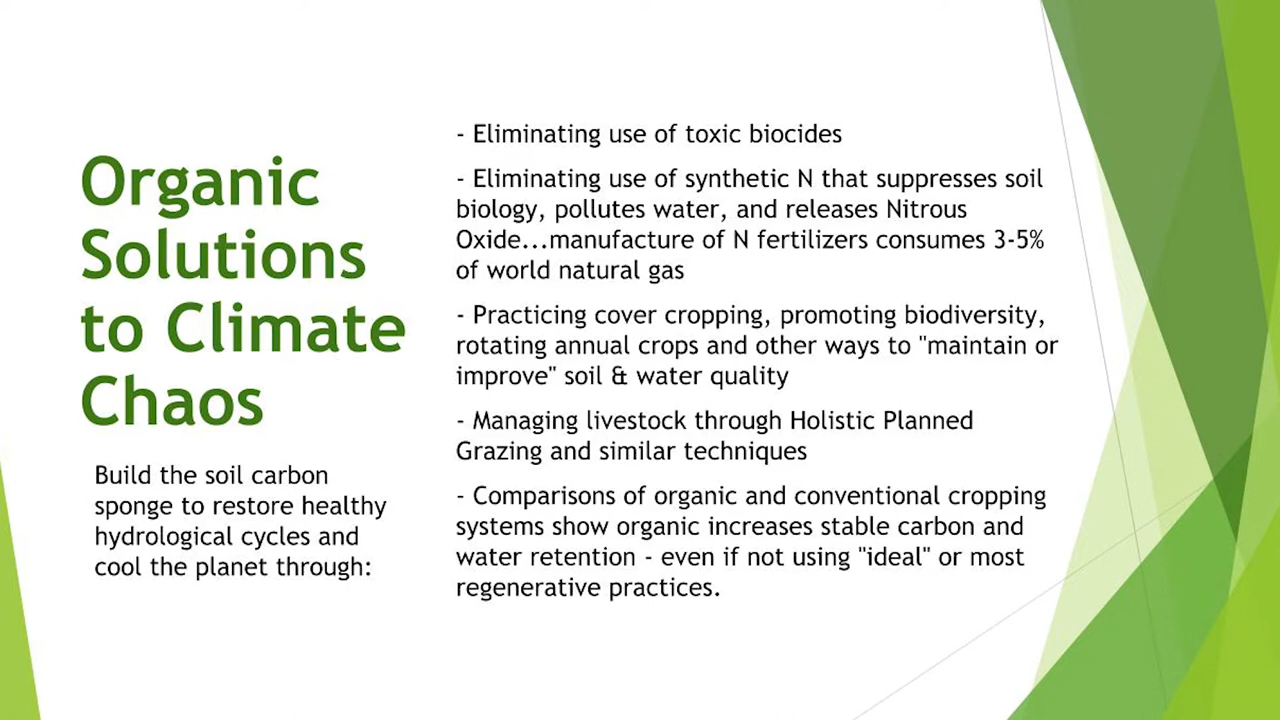 Organic
Solutions
to Climate
Chaos
Build the soil carbon
sponge to restore healthy
hydrological cycles and
cool the planet through:
- Eliminating use of toxic biocides
- Eliminating use of synthetic N that suppresses soil
biology, pollutes water, and releases Nitrous
Oxide...manufacture of N fertilizers consumes 3-5%
of world natural gas
- Practicing cover cropping, promoting biodiversity,
rotating annual crops and other ways to "maintain or
improve" soil & water quality
- Managing livestock through Holistic Planned
Grazing and similar techniques
- Comparisons of organic and conventional cropping
systems show organic increases stable carbon and
water retention - even if not using "ideal" or most
regenerative practices.